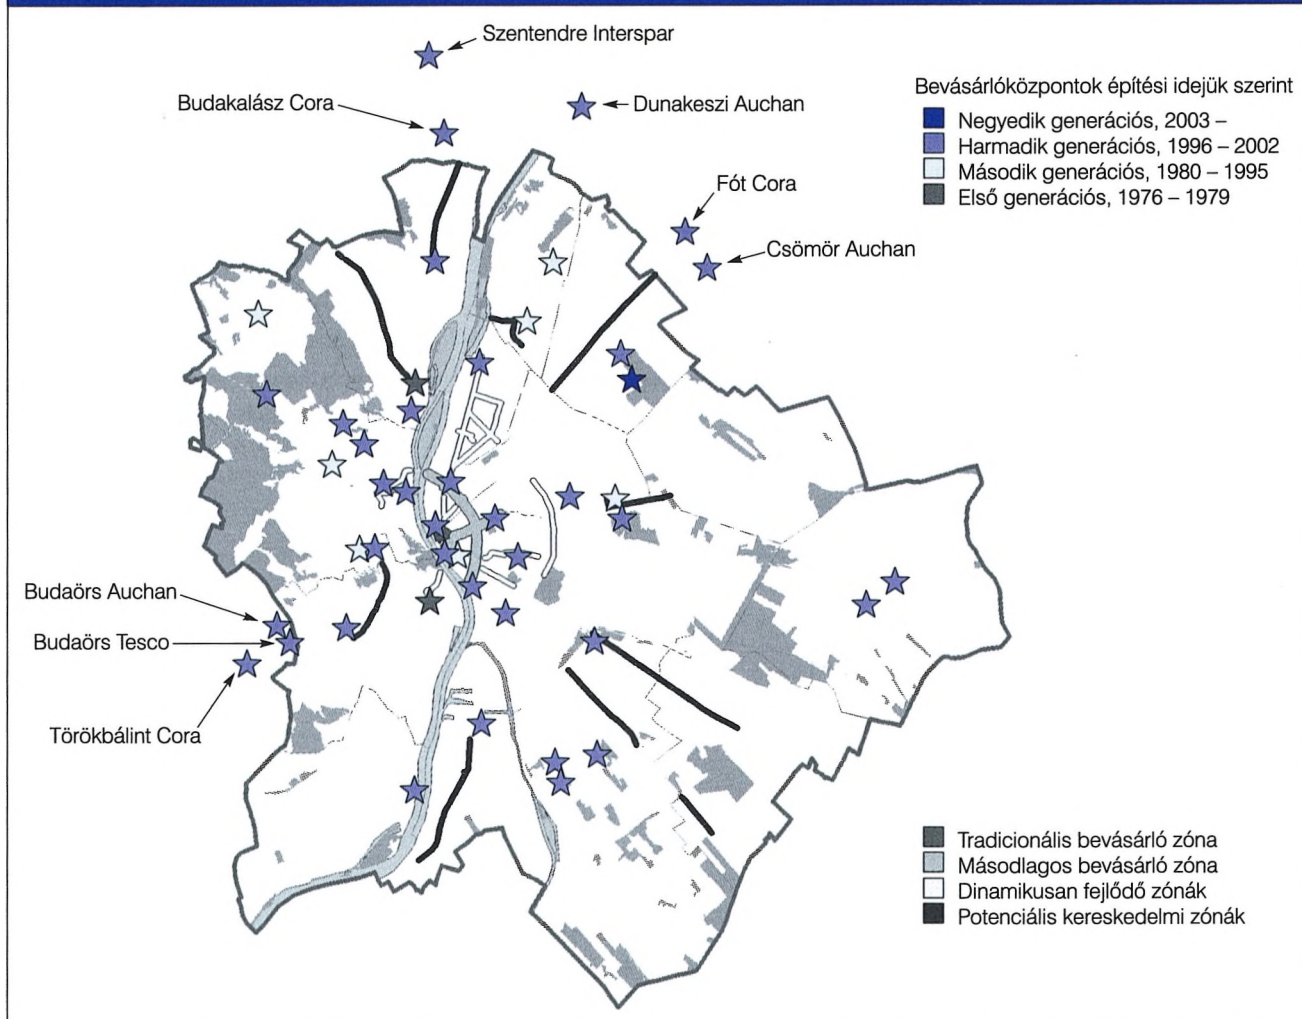 Szentendre Interspar
Budakalász Cora
Dunakeszi Auchan
Bevásárlóközpontok építési idejük szerint
Negyedik generációs, 2003 –
Harmadik generációs, 1996 – 2002
Második generációs, 1980 – 1995
Első generációs, 1976 – 1979
Fót Cora
Csömör Auchan
Budaörs Auchan
Budaörs Tesco
Törökbálint Cora
Tradicionális bevásárló zóna
Másodlagos bevásárló zóna
Dinamikusan fejlődő zónák
Potenciális kereskedelmi zónák